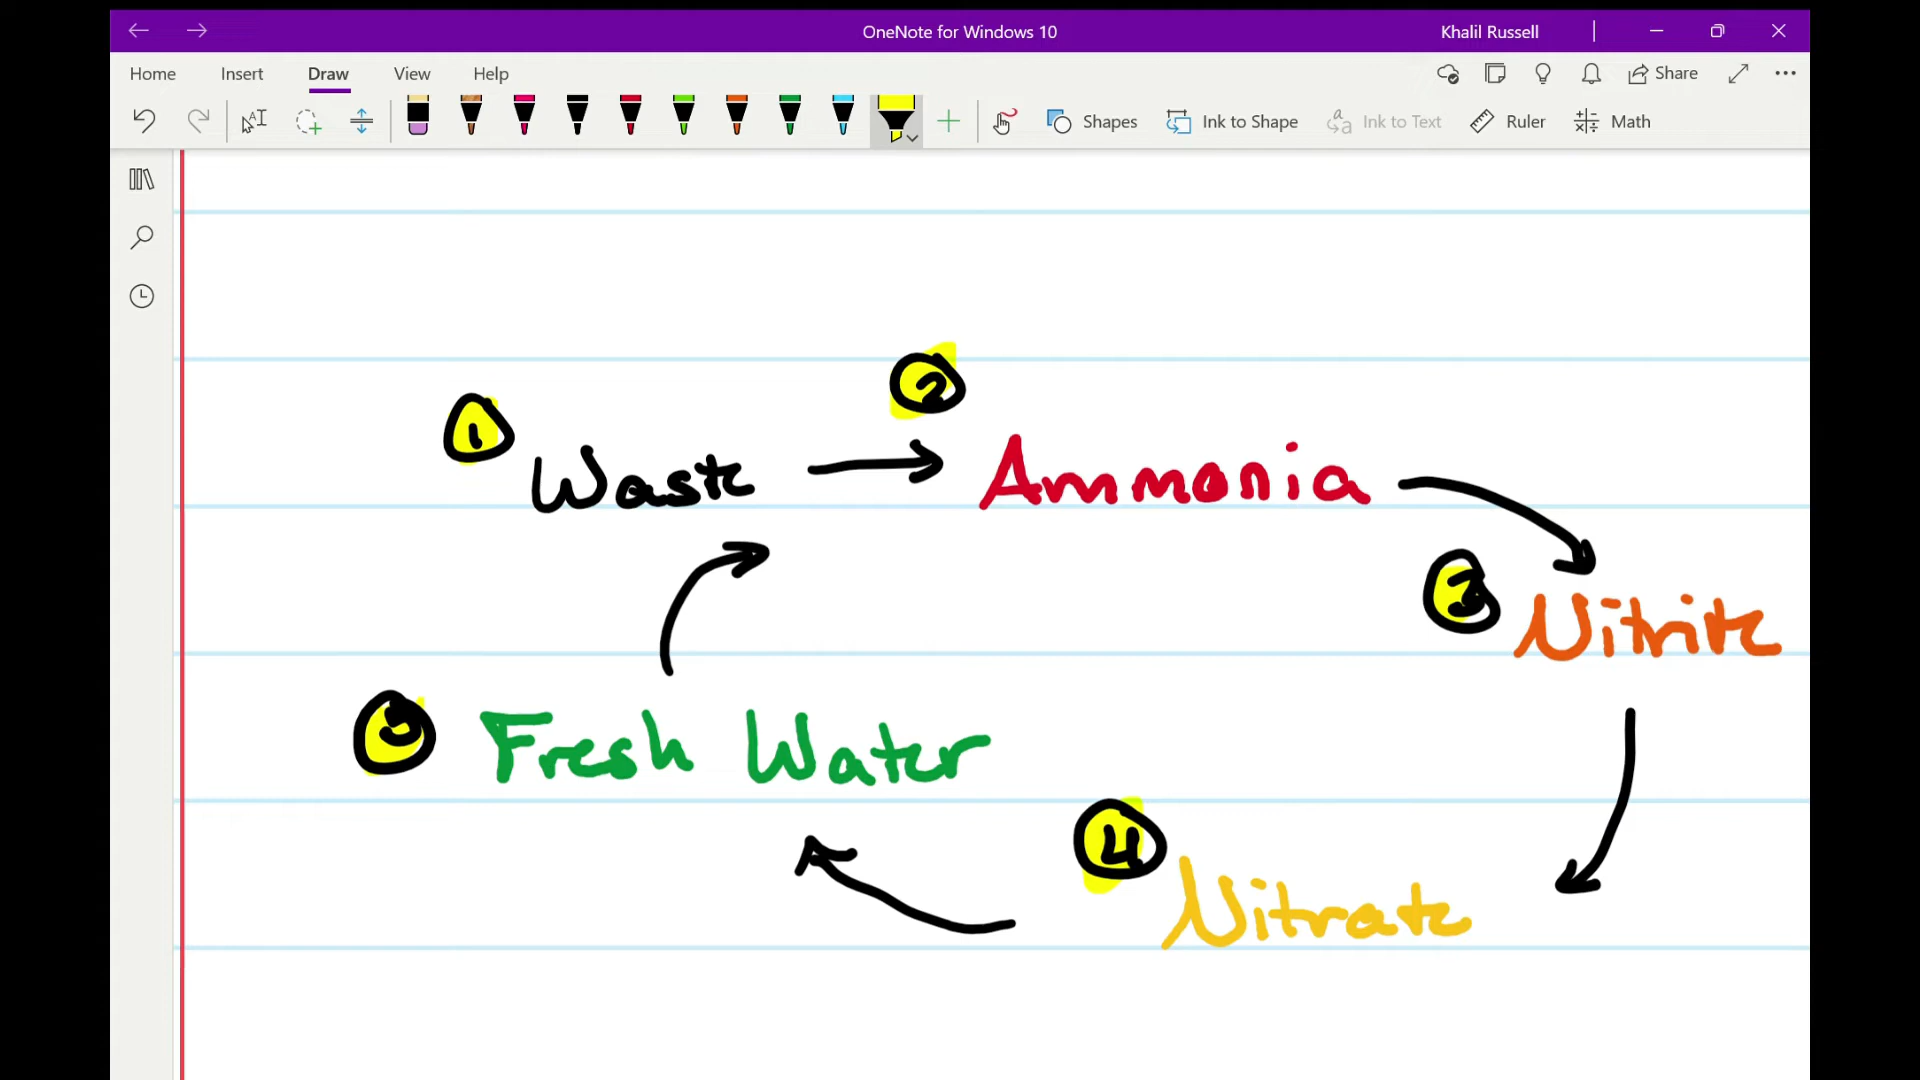 OneNote for Windows 10
Khalil Russell
Home Insert Draw View Help
Share
Shapes Ink to Shape Ink to Text Ruler Math
2
1
Waste → Ammonia
3
Nitrite
5
Fresh Water
4
Nitrate